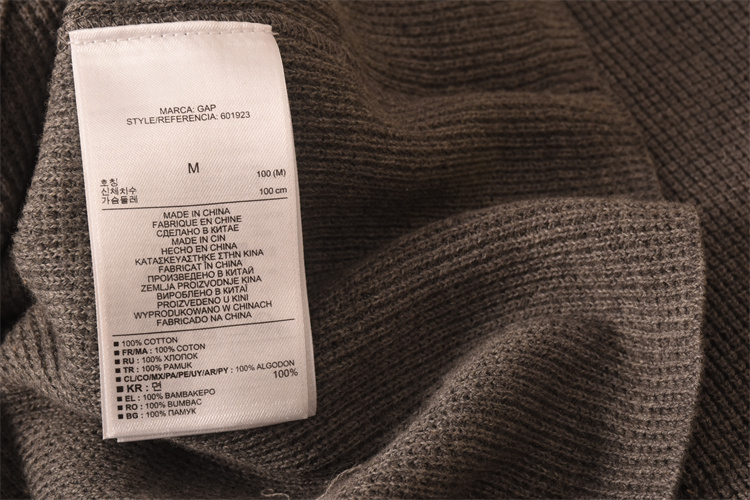 MARCA: GAP
STYLE/REFERENCIA: 601923
M 100 (M)
호칭
신체치수 100 cm
가슴둘레
MADE IN CHINA
FABRIQUE EN CHINE
СДЕЛАНО В КИТАЕ
MADE IN CIN
HECHO EN CHINA
ΚΑΤΑΣΚΕΥΑΣΤΗΚΕ ΣΤΗΝ ΚΙΝΑ
FABRICAT ÎN CHINA
ПРОИЗВЕДЕНО В КИТАЙ
ZEMLJA PROIZVODNJE KINA
ВИРОБЛЕНО В КИТАЇ
PROIZVEDENO U KINI
WYPRODUKOWANO W CHINACH
FABRICADO NA CHINA
■ 100% COTTON
■ FR/MA : 100% COTON
■ RU : 100% ХЛОПОК
■ TR : 100% PAMUK
■ CL/CO/MX/PA/PE/UY/AR/PY : 100% ALGODON
■ KR : 면 100%
■ EL : 100% ΒΑΜΒΑΚΕΡΟ
■ RO : 100% BUMBAC
■ BG : 100% ПАМУК